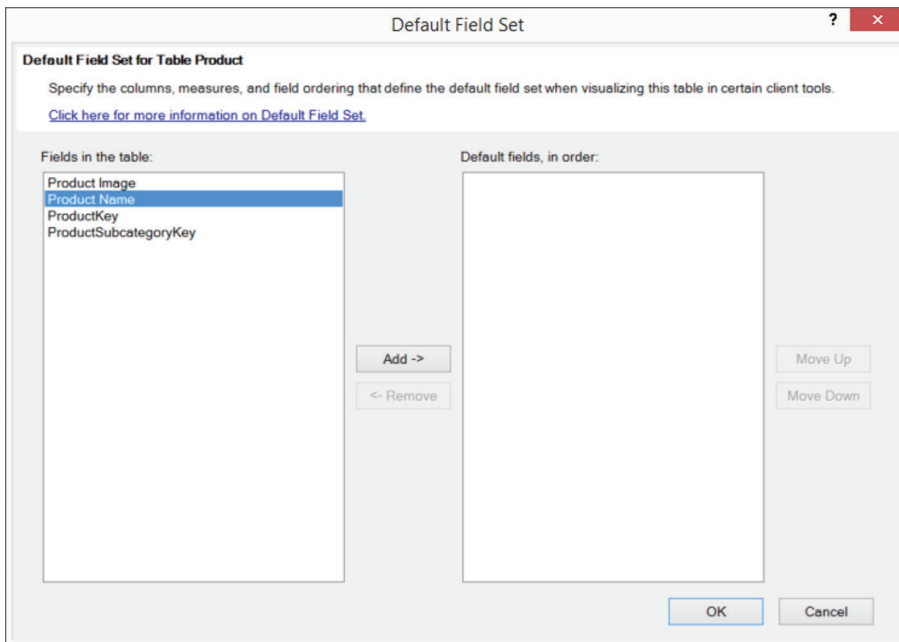 Default Field Set
?
×
Default Field Set for Table Product
Specify the columns, measures, and field ordering that define the default field set when visualizing this table in certain client tools.
Click here for more information on Default Field Set.
Fields in the table:
Default fields, in order:
Product Image
Product Name
ProductKey
ProductSubcategoryKey
Add ->
<- Remove
Move Up
Move Down
OK
Cancel